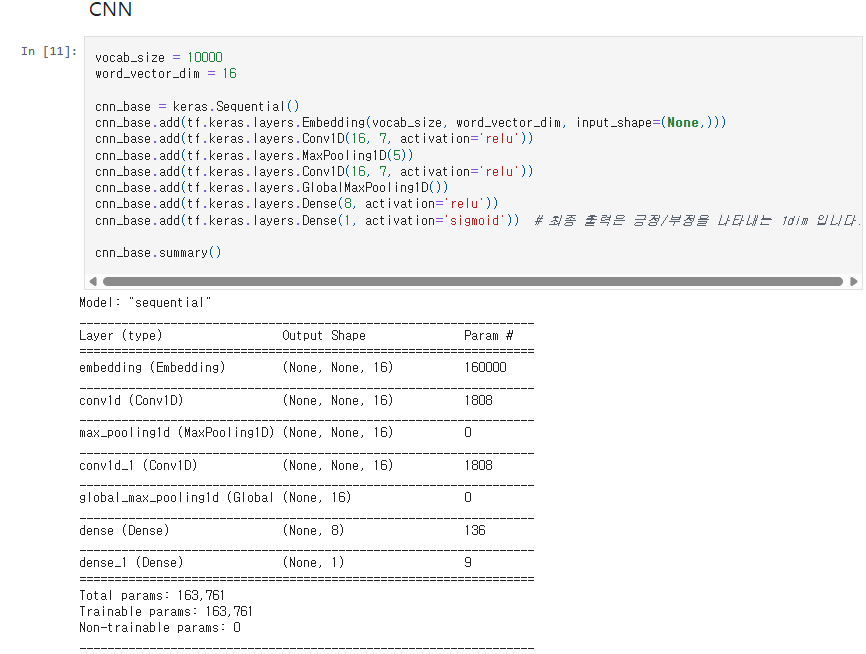 CNN
In [11]:
vocab_size = 10000
word_vector_dim = 16
cnn_base = keras.Sequential()
cnn_base.add(tf.keras.layers.Embedding(vocab_size, word_vector_dim, input_shape=(None,)))
cnn_base.add(tf.keras.layers.Conv1D(16, 7, activation='relu'))
cnn_base.add(tf.keras.layers.MaxPooling1D(5))
cnn_base.add(tf.keras.layers.Conv1D(16, 7, activation='relu'))
cnn_base.add(tf.keras.layers.GlobalMaxPooling1D())
cnn_base.add(tf.keras.layers.Dense(8, activation='relu'))
cnn_base.add(tf.keras.layers.Dense(1, activation='sigmoid')) # 최종 출력은 긍정/부정을 나타내는 1dim 입니다.
cnn_base.summary()
Model: "sequential"
_________________________________________________________________
Layer (type) Output Shape Param #
=================================================================
embedding (Embedding) (None, None, 16) 160000
_________________________________________________________________
conv1d (Conv1D) (None, None, 16) 1808
_________________________________________________________________
max_pooling1d (MaxPooling1D) (None, None, 16) 0
_________________________________________________________________
conv1d_1 (Conv1D) (None, None, 16) 1808
_________________________________________________________________
global_max_pooling1d (Global (None, 16) 0
_________________________________________________________________
dense (Dense) (None, 8) 136
_________________________________________________________________
dense_1 (Dense) (None, 1) 9
=================================================================
Total params: 163,761
Trainable params: 163,761
Non-trainable params: 0
_________________________________________________________________